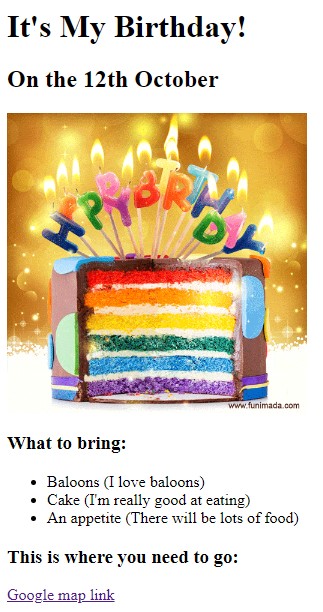 It's My Birthday!
On the 12th October
HAPPY BIRTHDAY
www.funimada.com
What to bring:
Baloons (I love baloons)
Cake (I'm really good at eating)
An appetite (There will be lots of food)
This is where you need to go:
Google map link